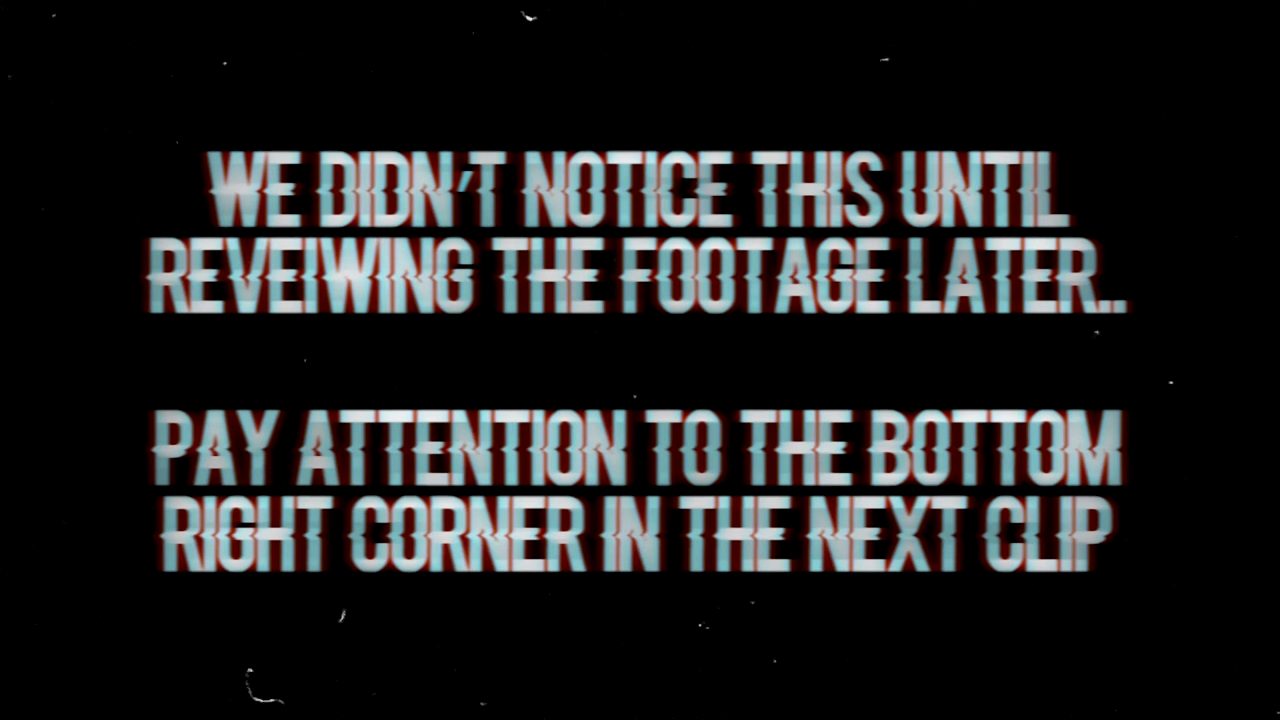 WE DIDN'T NOTICE THIS UNTIL
REVEIWING THE FOOTAGE LATER..
PAY ATTENTION TO THE BOTTOM
RIGHT CORNER IN THE NEXT CLIP